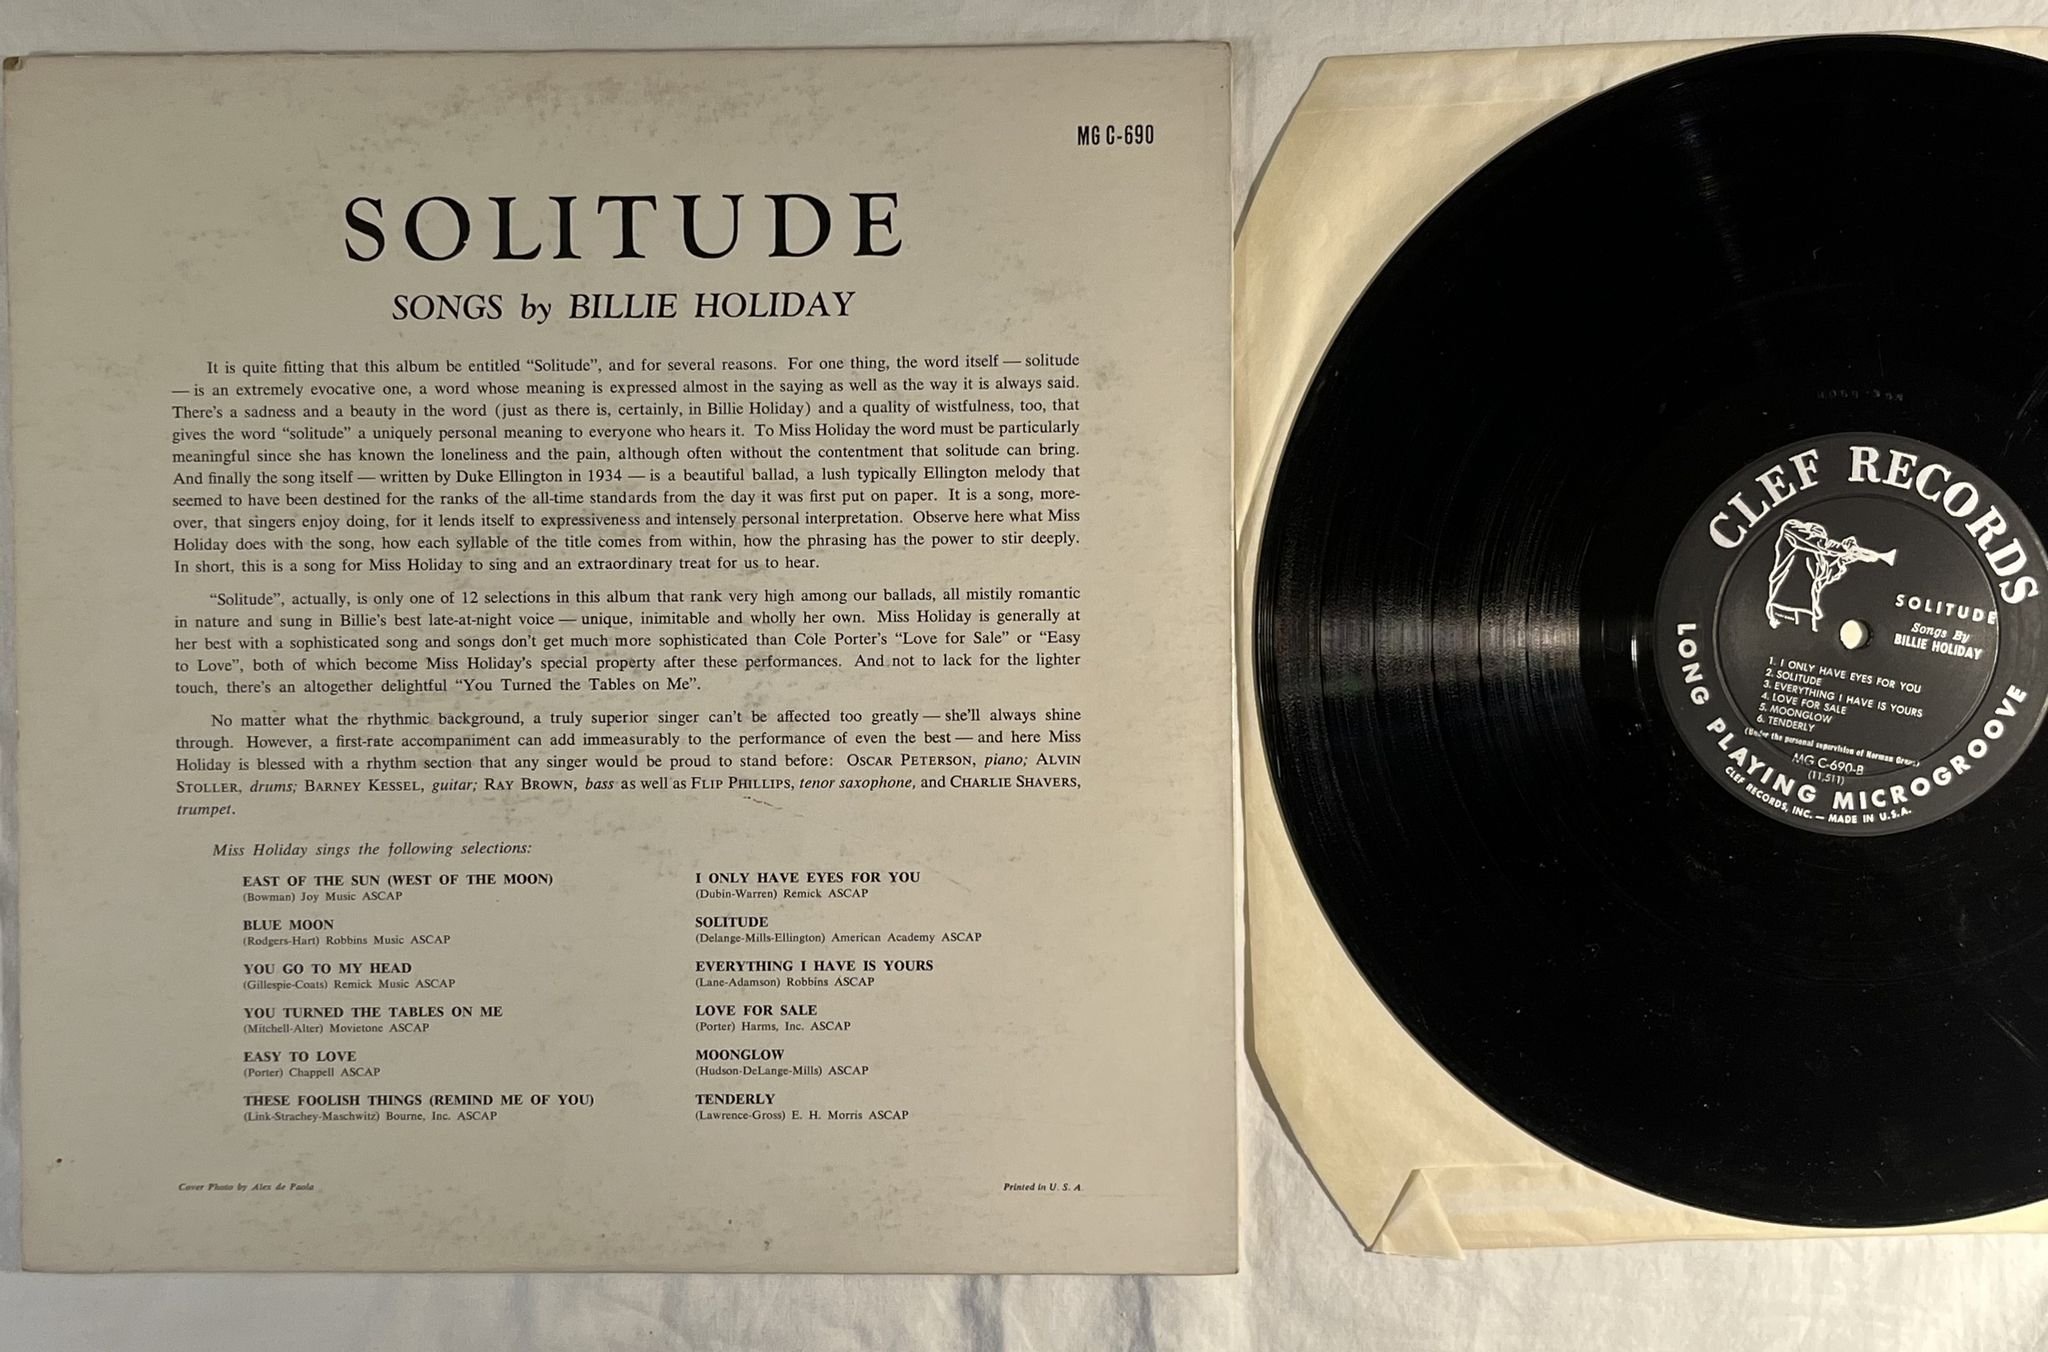 MG C-690
SOLITUDE
SONGS by BILLIE HOLIDAY
It is quite fitting that this album be entitled “Solitude”, and for several reasons. For one thing, the word itself — solitude
— is an extremely evocative one, a word whose meaning is expressed almost in the saying as well as the way it is always said.
There’s a sadness and a beauty in the word (just as there is, certainly, in Billie Holiday) and a quality of wistfulness, too, that
gives the word “solitude” a uniquely personal meaning to everyone who hears it. To Miss Holiday the word must be particularly
meaningful since she has known the loneliness and the pain, although often without the contentment that solitude can bring.
And finally the song itself — written by Duke Ellington in 1934 — is a beautiful ballad, a lush typically Ellington melody that
seemed to have been destined for the ranks of the all-time standards from the day it was first put on paper. It is a song, more-
over, that singers enjoy doing, for it lends itself to expressiveness and intensely personal interpretation. Observe here what Miss
Holiday does with the song, how each syllable of the title comes from within, how the phrasing has the power to stir deeply.
In short, this is a song for Miss Holiday to sing and an extraordinary treat for us to hear.
“Solitude”, actually, is only one of 12 selections in this album that rank very high among our ballads, all mistily romantic
in nature and sung in Billie’s best late-at-night voice — unique, inimitable and wholly her own. Miss Holiday is generally at
her best with a sophisticated song and songs don’t get much more sophisticated than Cole Porter’s “Love for Sale” or “Easy
to Love”, both of which become Miss Holiday’s special property after these performances. And not to lack for the lighter
touch, there’s an altogether delightful “You Turned the Tables on Me”.
No matter what the rhythmic background, a truly superior singer can’t be affected too greatly — she’ll always shine
through. However, a first-rate accompaniment can add immeasurably to the performance of even the best — and here Miss
Holiday is blessed with a rhythm section that any singer would be proud to stand before: OSCAR PETERSON, piano; ALVIN
STOLLER, drums; BARNEY KESSEL, guitar; RAY BROWN, bass as well as FLIP PHILLIPS, tenor saxophone, and CHARLIE SHAVERS,
trumpet.
Miss Holiday sings the following selections:
EAST OF THE SUN (WEST OF THE MOON)
(Bowman) Joy Music ASCAP
BLUE MOON
(Rodgers-Hart) Robbins Music ASCAP
YOU GO TO MY HEAD
(Gillespie-Coats) Remick Music ASCAP
YOU TURNED THE TABLES ON ME
(Mitchell-Alter) Movietone ASCAP
EASY TO LOVE
(Porter) Chappell ASCAP
THESE FOOLISH THINGS (REMIND ME OF YOU)
(Link-Strachey-Maschwitz) Bourne, Inc. ASCAP
I ONLY HAVE EYES FOR YOU
(Dubin-Warren) Remick ASCAP
SOLITUDE
(Delange-Mills-Ellington) American Academy ASCAP
EVERYTHING I HAVE IS YOURS
(Lane-Adamson) Robbins ASCAP
LOVE FOR SALE
(Porter) Harms, Inc. ASCAP
MOONGLOW
(Hudson-DeLange-Mills) ASCAP
TENDERLY
(Lawrence-Gross) E. H. Morris ASCAP
Cover Photo by Alex de Paola
Printed in U. S. A.
CLEF RECORDS
SOLITUDE
Songs By
BILLIE HOLIDAY
1. I ONLY HAVE EYES FOR YOU
2. SOLITUDE
3. EVERYTHING I HAVE IS YOURS
4. LOVE FOR SALE
5. MOONGLOW
6. TENDERLY
(Under the personal supervision of Norman Granz)
MG C-690-B
(11,511)
LONG PLAYING MICROGROOVE
CLEF RECORDS, INC. — MADE IN U.S.A.